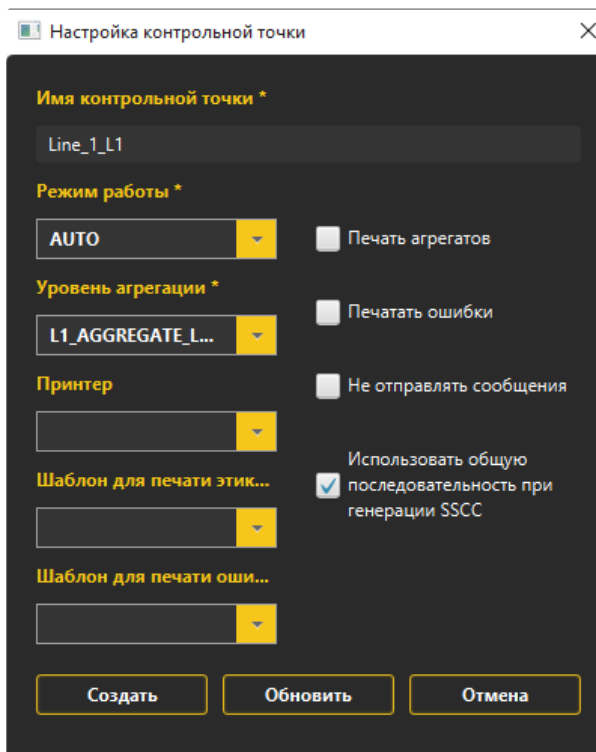 Настройка контрольной точки
Имя контрольной точки *
Line_1_L1
Режим работы *
AUTO
Печать агрегатов
Уровень агрегации *
L1_AGGREGATE_L...
Печатать ошибки
Принтер
Не отправлять сообщения
Шаблон для печати этик...
Использовать общую
последовательность при
генерации SSCC
Шаблон для печати оши...
Создать
Обновить
Отмена